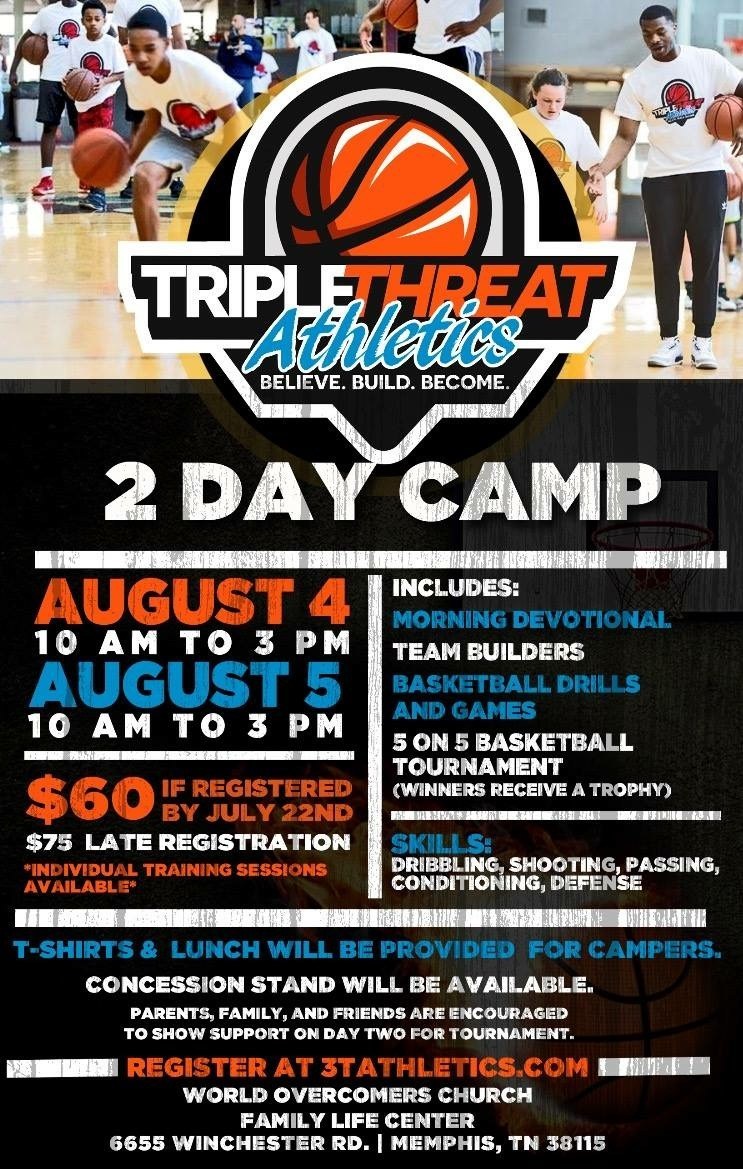 TRIPLE THREAT
Athletics
BELIEVE. BUILD. BECOME.
2 DAY CAMP
AUGUST 4
10 AM TO 3 PM
AUGUST 5
10 AM TO 3 PM
$60 IF REGISTERED
BY JULY 22ND
$75 LATE REGISTRATION
*INDIVIDUAL TRAINING SESSIONS
AVAILABLE*
INCLUDES:
MORNING DEVOTIONAL
TEAM BUILDERS
BASKETBALL DRILLS
AND GAMES
5 ON 5 BASKETBALL
TOURNAMENT
(WINNERS RECEIVE A TROPHY)
SKILLS:
DRIBBLING, SHOOTING, PASSING,
CONDITIONING, DEFENSE
T-SHIRTS & LUNCH WILL BE PROVIDED FOR CAMPERS.
CONCESSION STAND WILL BE AVAILABLE.
PARENTS, FAMILY, AND FRIENDS ARE ENCOURAGED
TO SHOW SUPPORT ON DAY TWO FOR TOURNAMENT.
REGISTER AT 3TATHLETICS.COM
WORLD OVERCOMERS CHURCH
FAMILY LIFE CENTER
6655 WINCHESTER RD. | MEMPHIS, TN 38115